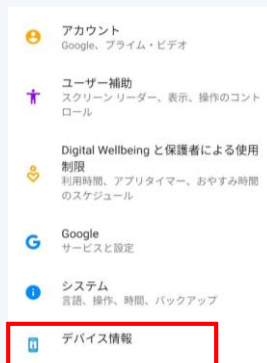 アカウント
Google、プライム・ビデオ
ユーザー補助
スクリーン リーダー、表示、操作のコント
ロール
Digital Wellbeing と保護者による使用
制限
利用時間、アプリタイマー、おやすみ時間
のスケジュール
Google
サービスと設定
システム
言語、操作、時間、バックアップ
デバイス情報